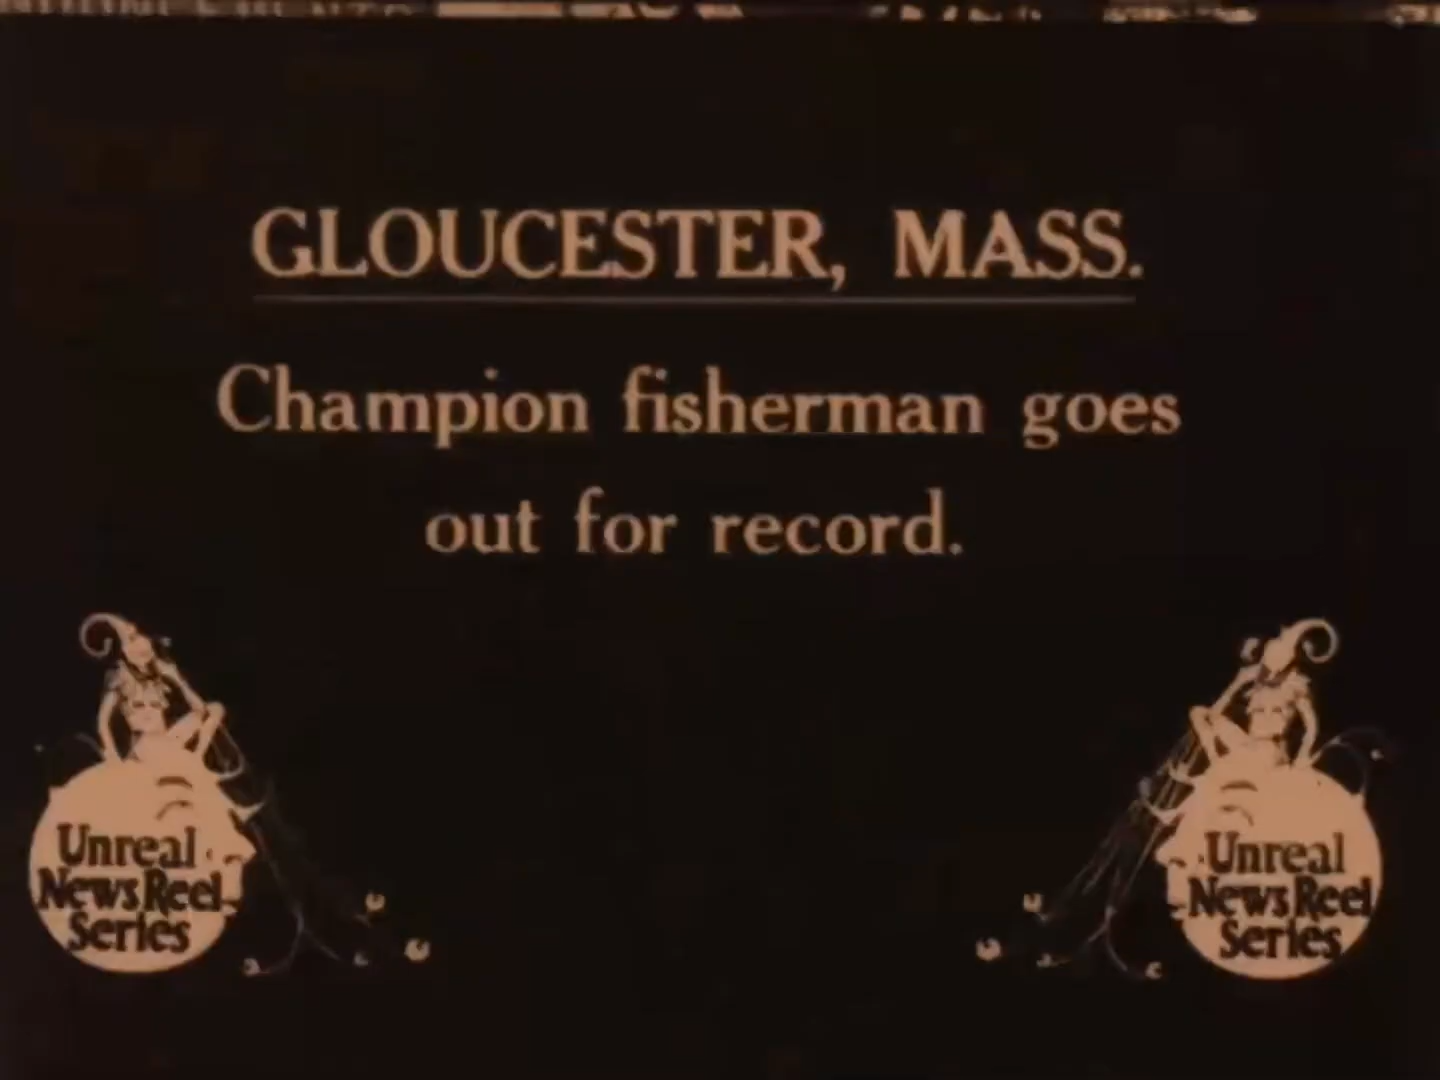 GLOUCESTER, MASS.
Champion fisherman goes
out for record.
Unreal
News Reel
Series
Unreal
News Reel
Series